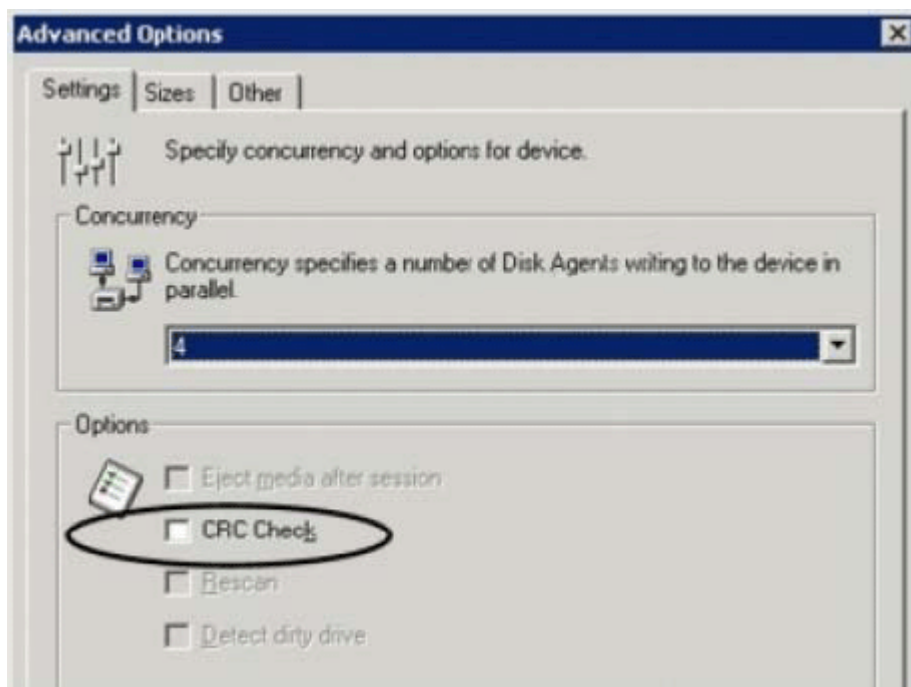 Advanced Options
Settings Sizes Other
Specify concurrency and options for device.
Concurrency
Concurrency specifies a number of Disk Agents writing to the device in
parallel.
4
Options
Eject media after session
CRC Check
Rescan
Detect dirty drive